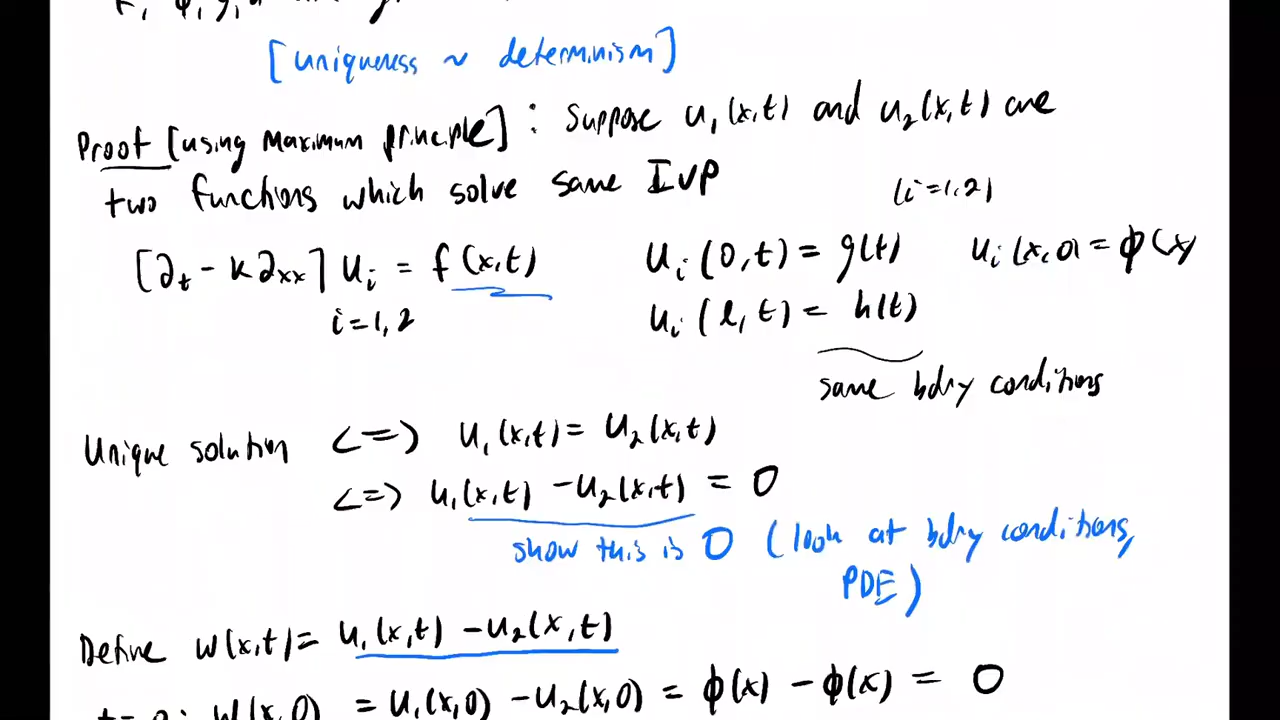 [uniqueness ~ determinism]
Proof [using Maximum principle] : Suppose u₁(x,t) and u₂(x,t) are
two functions which solve same IVP
(i=1,2)
[∂t - k∂xx] ui = f(x,t) ui(0,t) = g(t) ui(x,0) = φ(x)
i=1,2 ui(l,t) = h(t)
same bdry conditions
Unique solution <=> u₁(x,t) = u₂(x,t)
<=> u₁(x,t) - u₂(x,t) = 0
show this is 0 (look at bdry conditions,
PDE)
Define w(x,t) = u₁(x,t) - u₂(x,t)
t=0: w(x,0) = u₁(x,0) - u₂(x,0) = φ(x) - φ(x) = 0